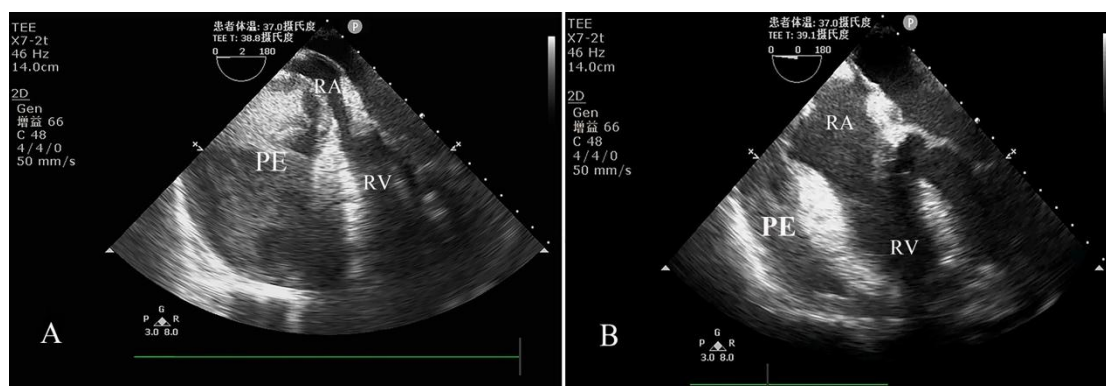 TEE
X7-2t
46 Hz
14.0cm
2D
Gen
增益 66
C 48
4/4/0
50 mm/s
患者体温: 37.0摄氏度
TEE T: 38.8摄氏度
0 2 180
P
RA
PE
RV
G
P R
3.0 8.0
A
TEE
X7-2t
46 Hz
14.0cm
2D
Gen
增益 66
C 48
4/4/0
50 mm/s
患者体温: 37.0摄氏度
TEE T: 39.1摄氏度
0 0 180
P
RA
PE
RV
G
P R
3.0 8.0
B